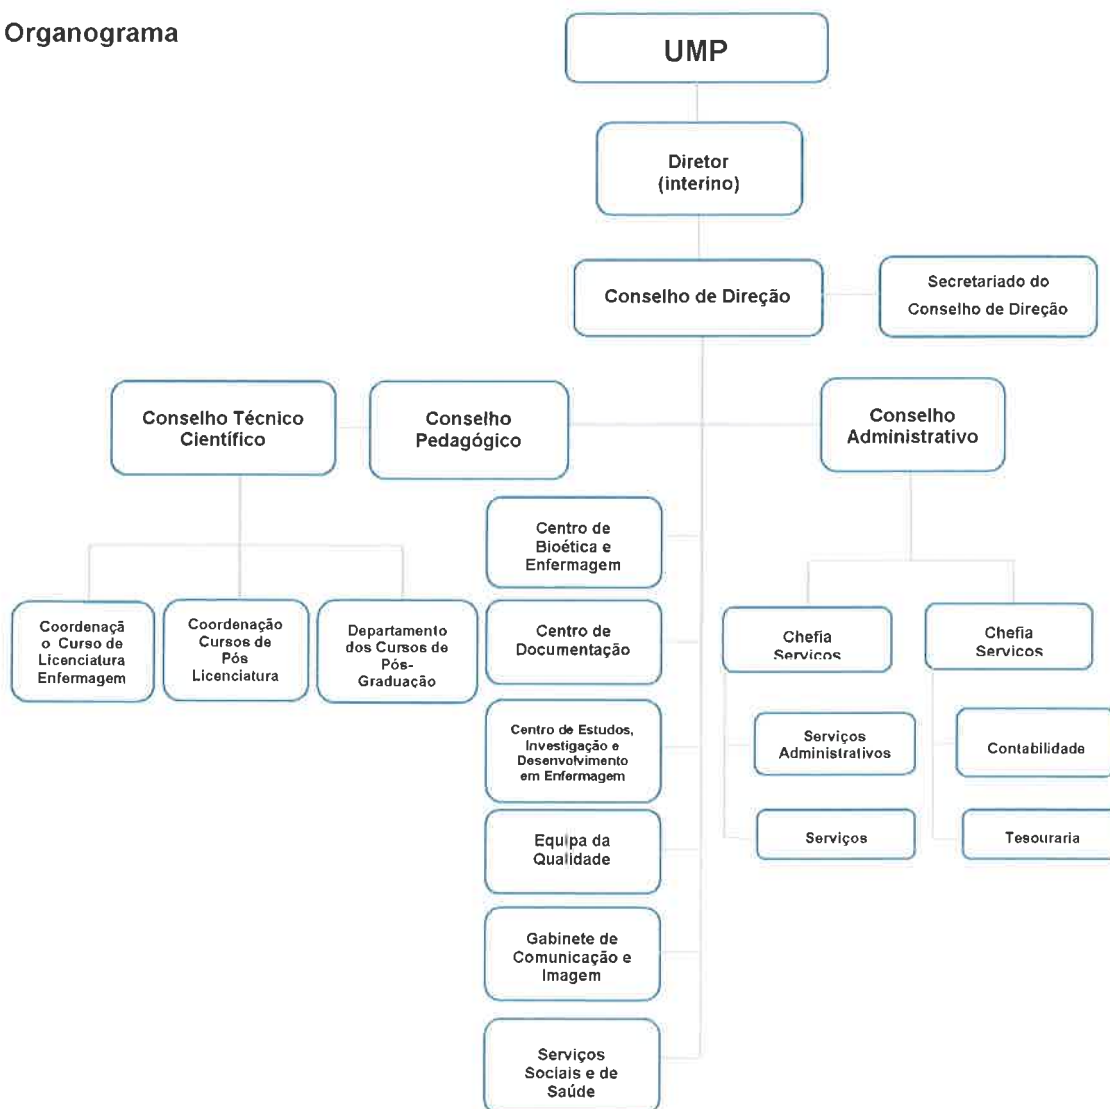 Organograma
UMP
Diretor
(interino)
Conselho de Direção
Secretariado do
Conselho de Direção
Conselho Técnico
Científico
Conselho
Pedagógico
Conselho
Administrativo
Centro de
Bioética e
Enfermagem
Coordenaçã
o Curso de
Licenciatura
Enfermagem
Coordenação
Cursos de
Pós
Licenciatura
Departamento
dos Cursos de
Pós-
Graduação
Centro de
Documentação
Chefia
Serviços
Chefia
Serviços
Centro de Estudos,
Investigação e
Desenvolvimento
em Enfermagem
Serviços
Administrativos
Contabilidade
Equipa da
Qualidade
Serviços
Tesouraria
Gabinete de
Comunicação e
Imagem
Serviços
Sociais e de
Saúde